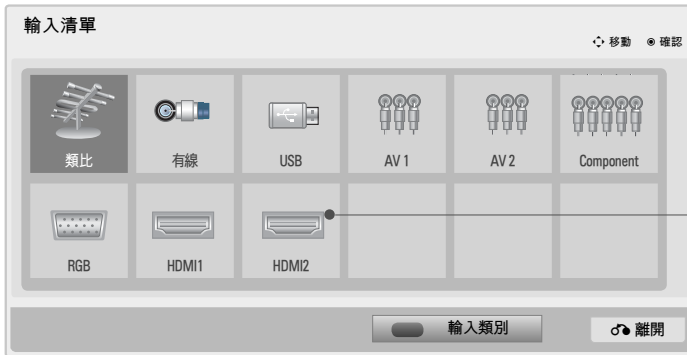 輸入清單
移動 確認
類比 有線 USB AV 1 AV 2 Component
RGB HDMI1 HDMI2
輸入類別 離開